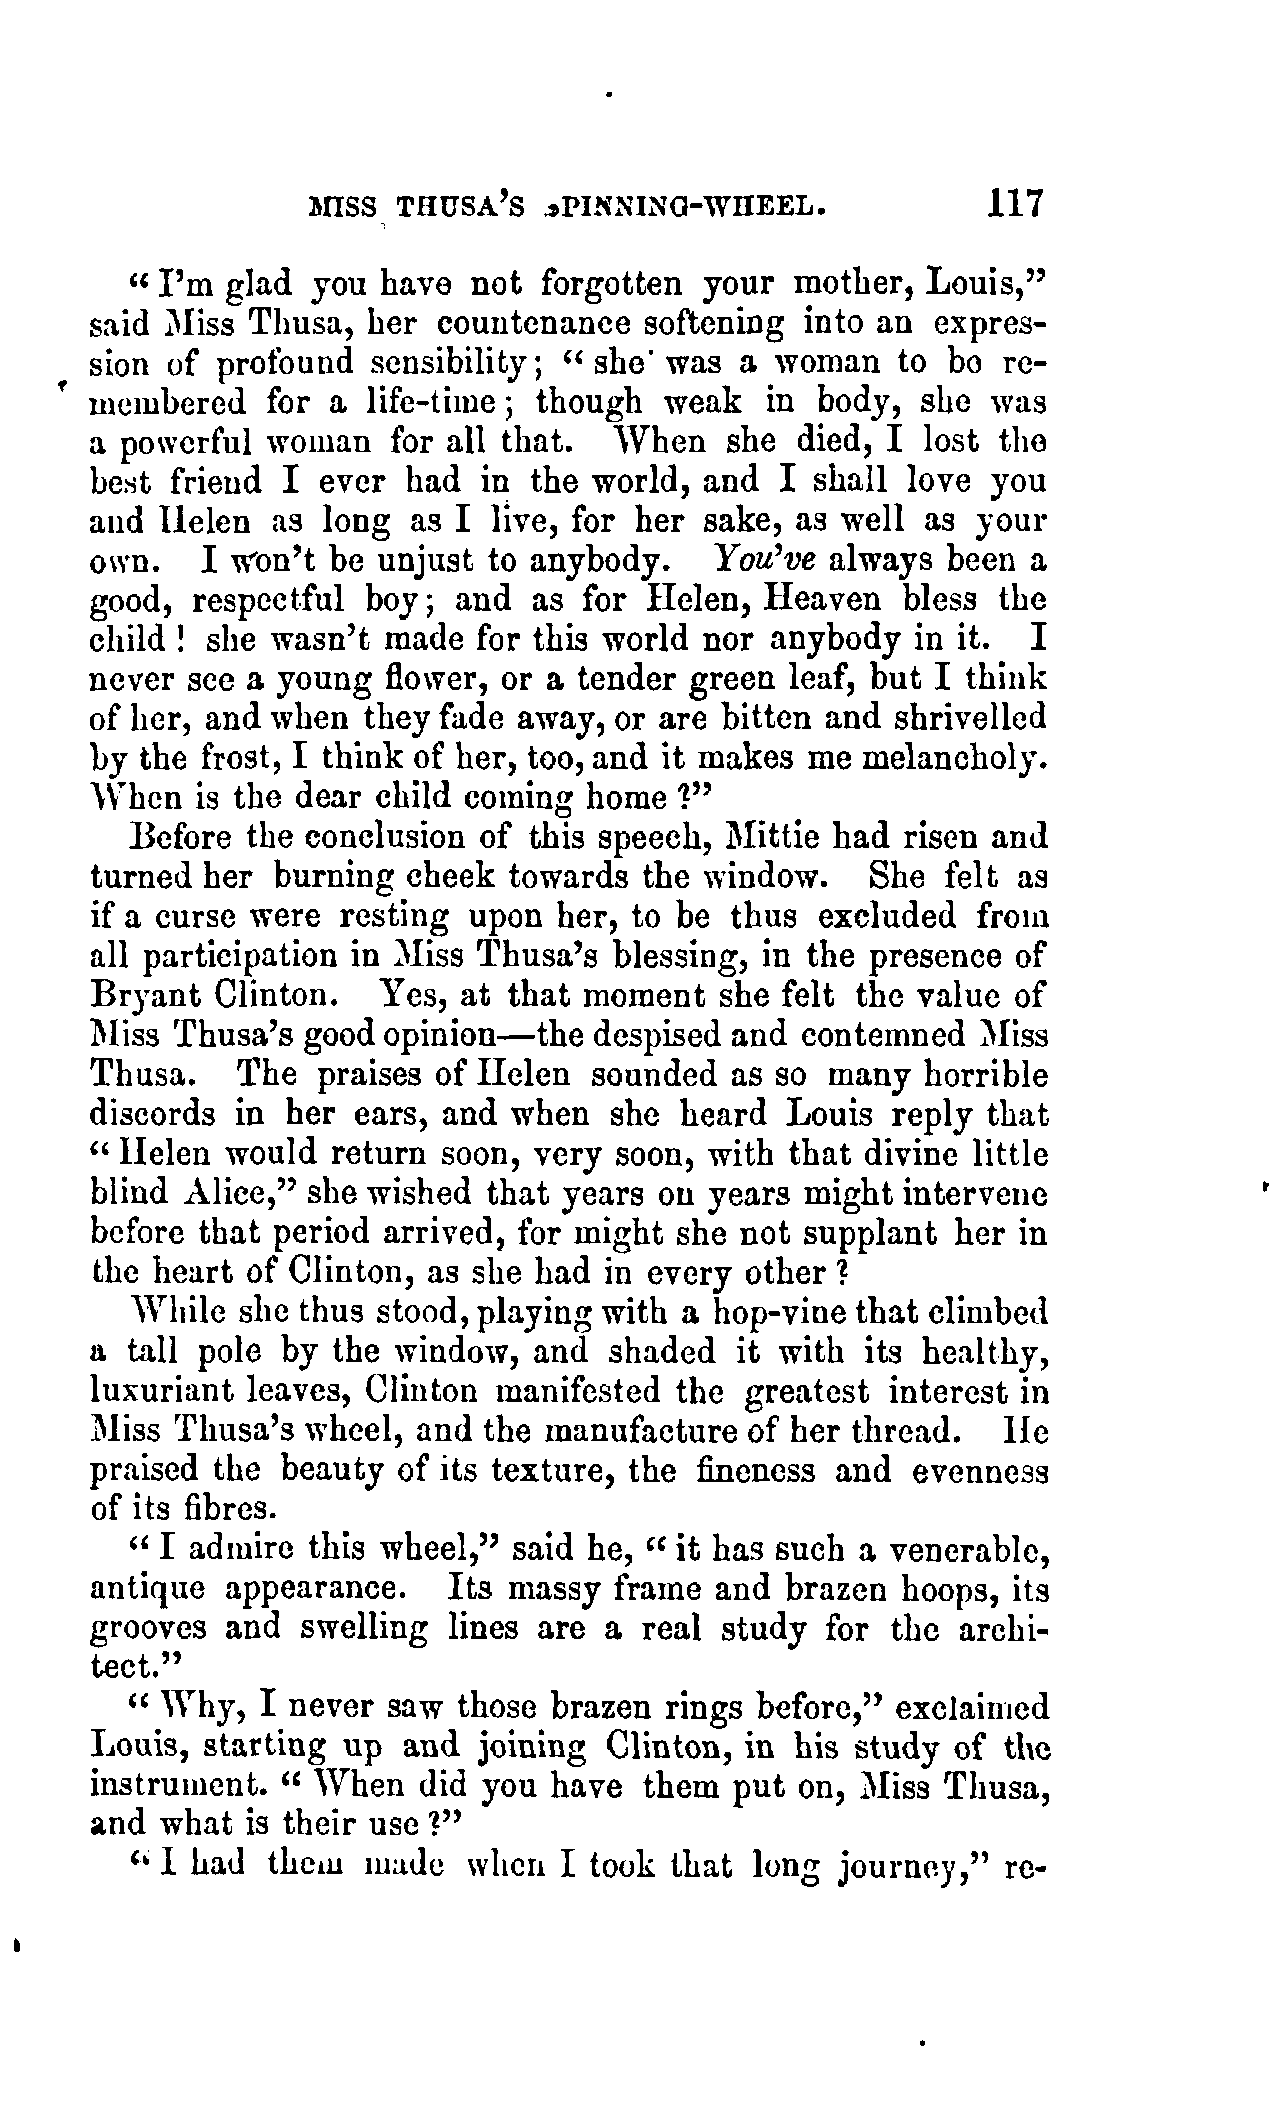 MISS THUSA'S SPINNING-WHEEL. 117
" I'm glad you have not forgotten your mother, Louis,"
said Miss Thusa, her countenance softening into an expres-
sion of profound sensibility; " she was a woman to be re-
membered for a life-time; though weak in body, she was
a powerful woman for all that. When she died, I lost the
best friend I ever had in the world, and I shall love you
and Helen as long as I live, for her sake, as well as your
own. I won't be unjust to anybody. You've always been a
good, respectful boy; and as for Helen, Heaven bless the
child! she wasn't made for this world nor anybody in it. I
never see a young flower, or a tender green leaf, but I think
of her, and when they fade away, or are bitten and shrivelled
by the frost, I think of her, too, and it makes me melancholy.
When is the dear child coming home?"
Before the conclusion of this speech, Mittie had risen and
turned her burning cheek towards the window. She felt as
if a curse were resting upon her, to be thus excluded from
all participation in Miss Thusa's blessing, in the presence of
Bryant Clinton. Yes, at that moment she felt the value of
Miss Thusa's good opinion—the despised and contemned Miss
Thusa. The praises of Helen sounded as so many horrible
discords in her ears, and when she heard Louis reply that
" Helen would return soon, very soon, with that divine little
blind Alice," she wished that years on years might intervene
before that period arrived, for might she not supplant her in
the heart of Clinton, as she had in every other?
While she thus stood, playing with a hop-vine that climbed
a tall pole by the window, and shaded it with its healthy,
luxuriant leaves, Clinton manifested the greatest interest in
Miss Thusa's wheel, and the manufacture of her thread. He
praised the beauty of its texture, the fineness and evenness
of its fibres.
" I admire this wheel," said he, " it has such a venerable,
antique appearance. Its massy frame and brazen hoops, its
grooves and swelling lines are a real study for the archi-
tect."
" Why, I never saw those brazen rings before," exclaimed
Louis, starting up and joining Clinton, in his study of the
instrument. " When did you have them put on, Miss Thusa,
and what is their use?"
" I had them made when I took that long journey," re-